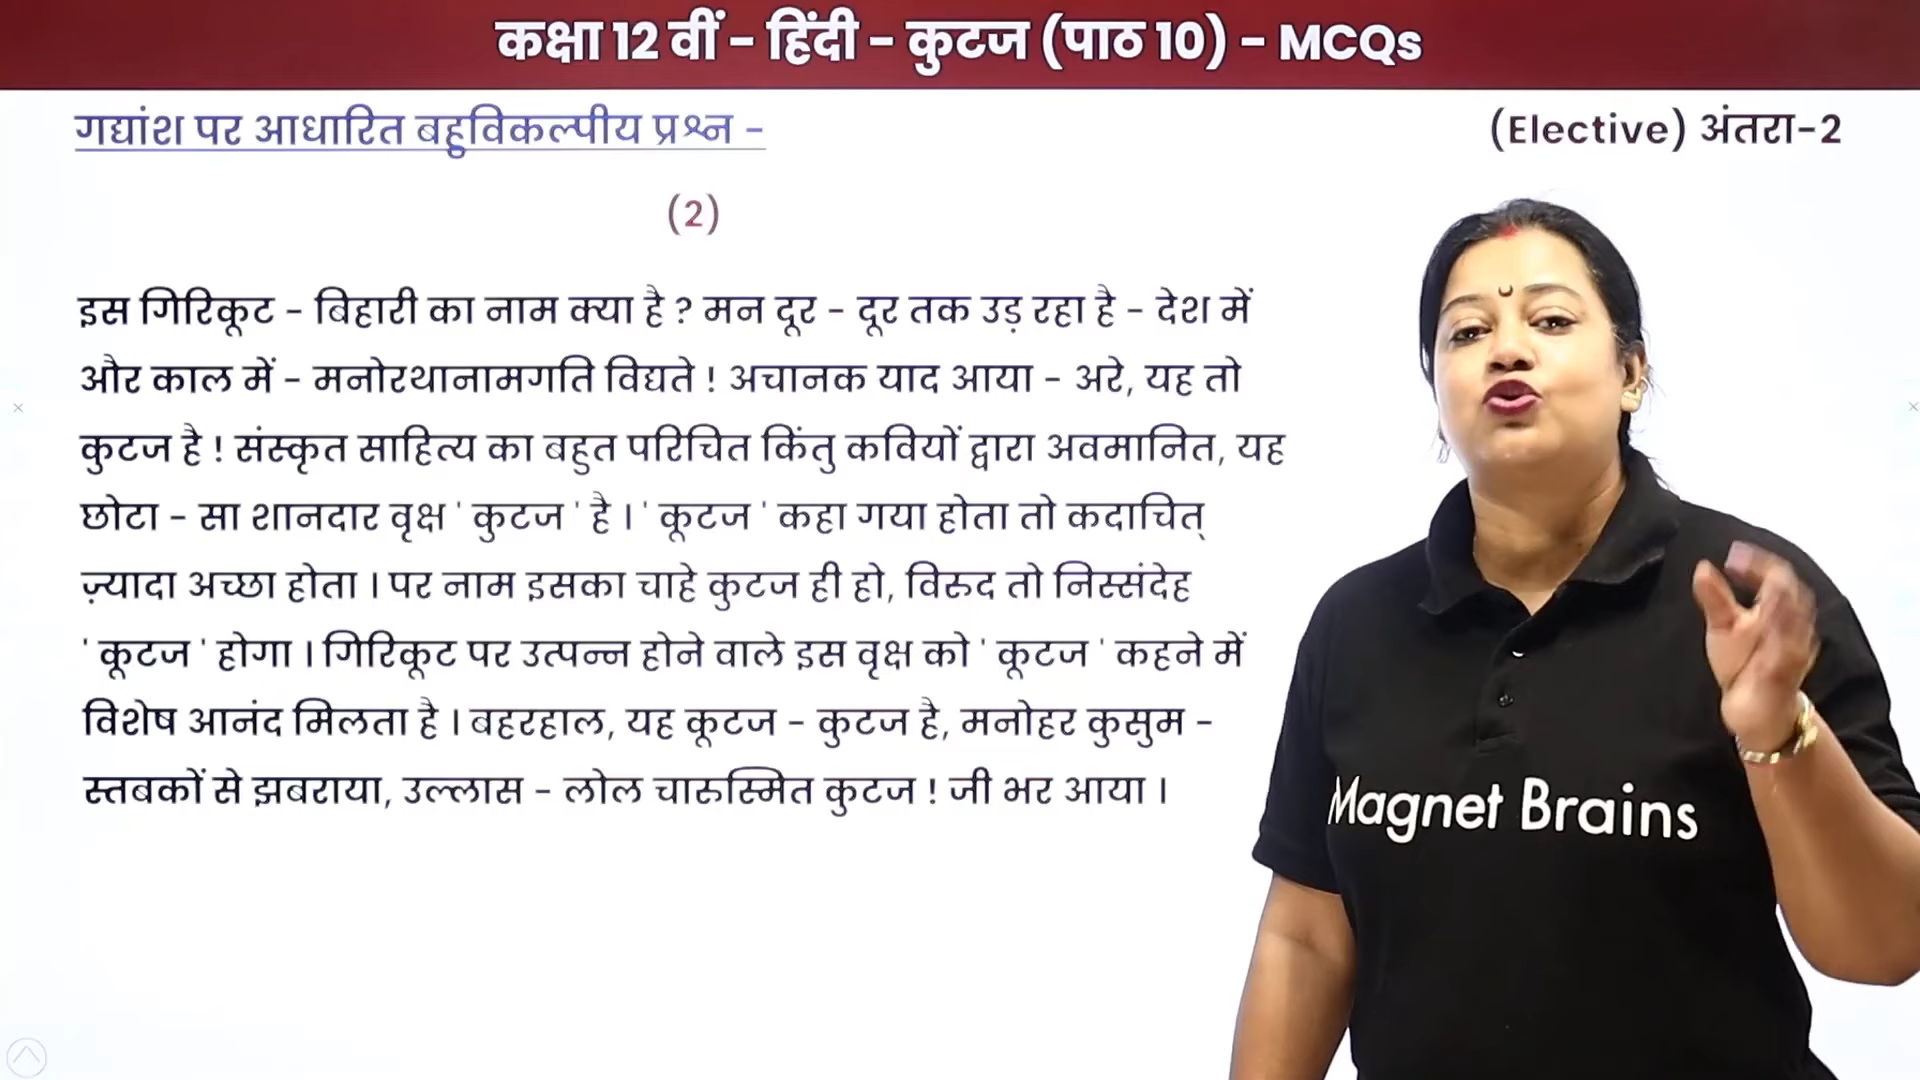 कक्षा 12 वीं - हिंदी - कुटज (पाठ 10) - MCQs
गद्यांश पर आधारित बहुविकल्पीय प्रश्न -
(Elective) अंतरा-2
(2)
इस गिरिकूट - बिहारी का नाम क्या है ? मन दूर - दूर तक उड़ रहा है - देश में
और काल में - मनोरथानामगति विद्यते ! अचानक याद आया - अरे, यह तो
कुटज है ! संस्कृत साहित्य का बहुत परिचित किंतु कवियों द्वारा अवमानित, यह
छोटा - सा शानदार वृक्ष ' कुटज ' है । ' कूटज ' कहा गया होता तो कदाचित्
ज़्यादा अच्छा होता । पर नाम इसका चाहे कुटज ही हो, विरुद तो निस्संदेह
' कूटज ' होगा । गिरिकूट पर उत्पन्न होने वाले इस वृक्ष को ' कूटज ' कहने में
विशेष आनंद मिलता है । बहरहाल, यह कूटज - कुटज है, मनोहर कुसुम -
स्तबकों से झबराया, उल्लास - लोल चारुस्मित कुटज ! जी भर आया ।
Magnet Brains